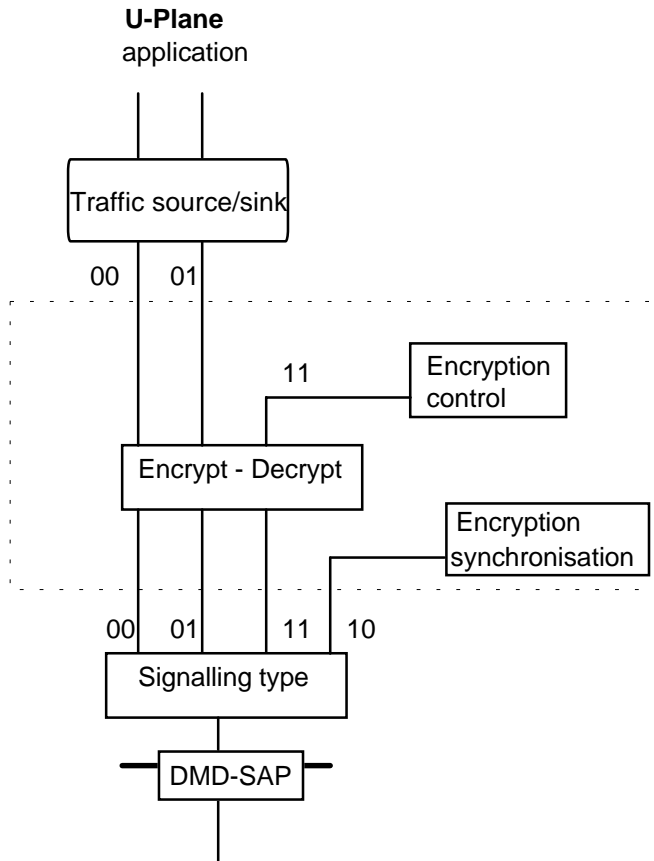 U-Plane
application
Traffic source/sink
00 01
11
Encryption
control
Encrypt - Decrypt
Encryption
synchronisation
00 01 11 10
Signalling type
DMD-SAP